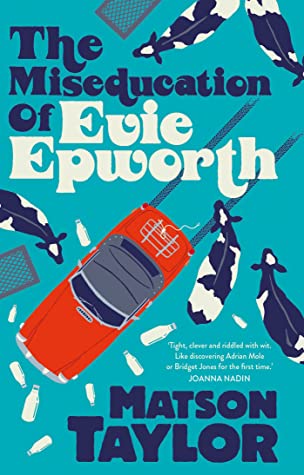 The
Miseducation
Of Evie
Epworth
'Tight, clever and riddled with wit.
Like discovering Adrian Mole
or Bridget Jones for the first time.'
JOANNA NADIN
MATSON
TAYLOR